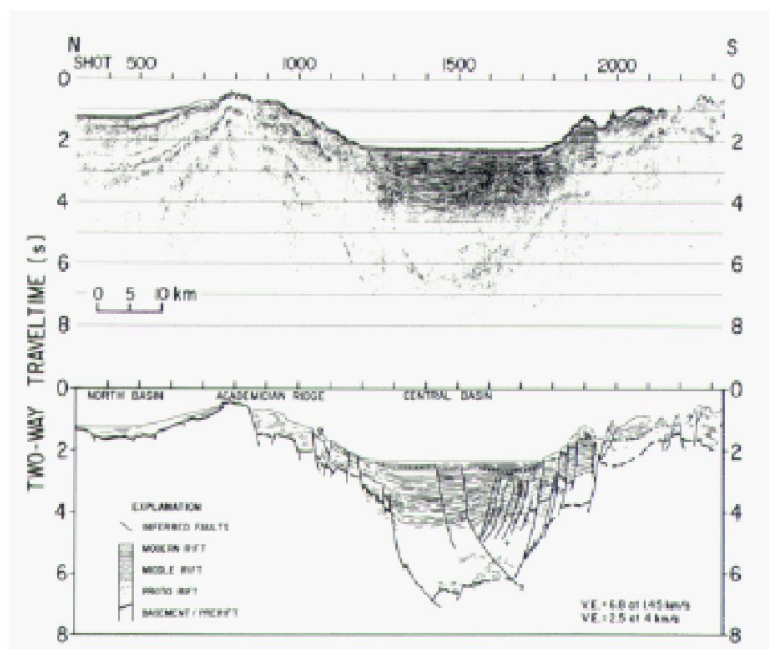 N S
SHOT 500 1000 1500 2000
0 0
2 2
4 4
6 6
0 5 10 km
8 8
TWO-WAY TRAVELTIME (s)
0 0
NORTH BASIN ACADEMICIAN RIDGE CENTRAL BASIN
2 2
EXPLANATION
4 4
INFERRED FAULTS
MODERN RIFT
MIDDLE RIFT
6 6
PROTO RIFT
BASEMENT/PRERIFT
V.E.=6.8 at 1.45 km/s
V.E.=2.5 at 4 km/s
8 8